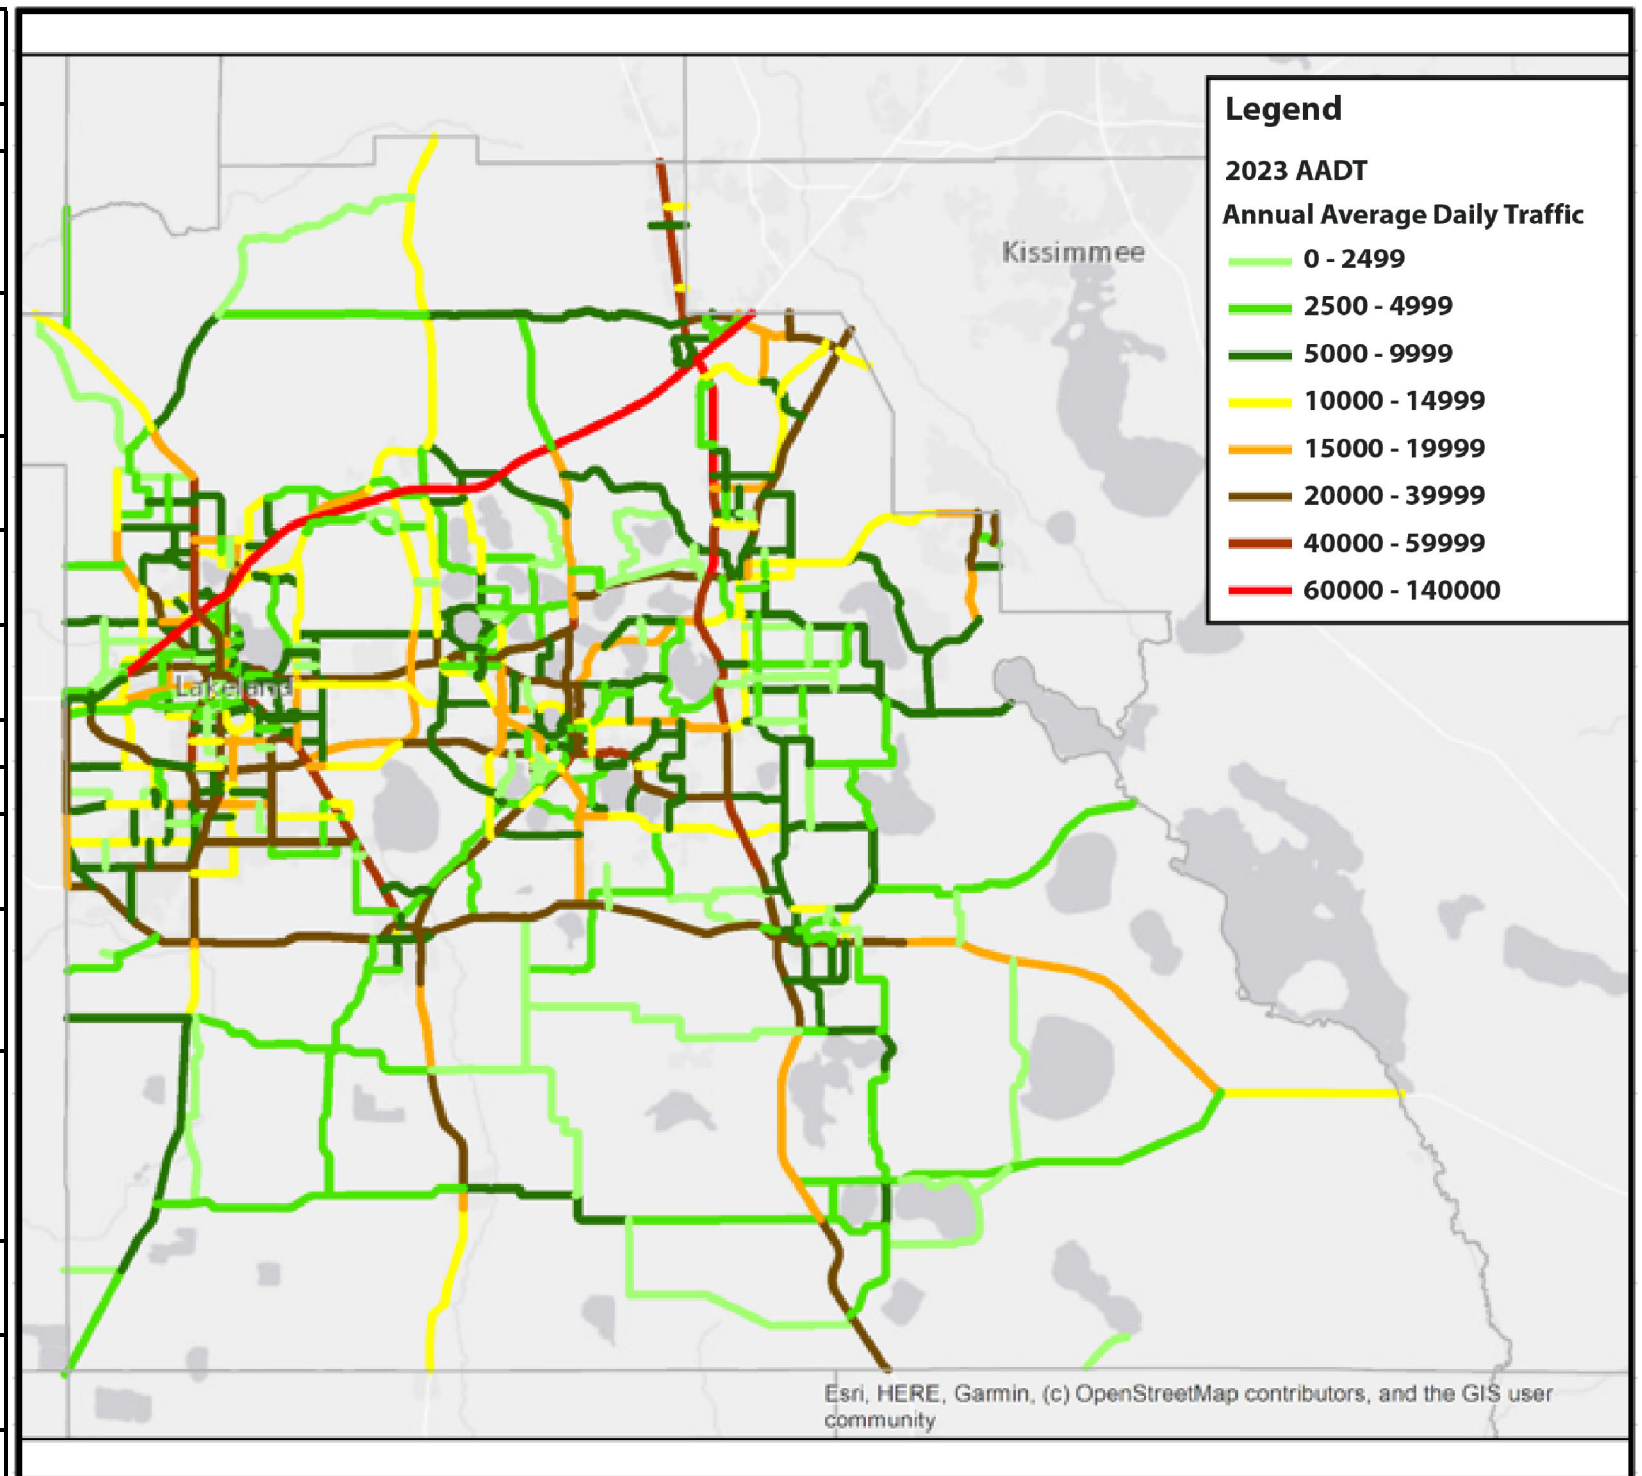 Legend
2023 AADT
Annual Average Daily Traffic
0 - 2499
2500 - 4999
5000 - 9999
10000 - 14999
15000 - 19999
20000 - 39999
40000 - 59999
60000 - 140000
Kissimmee
Lakeland
Esri, HERE, Garmin, (c) OpenStreetMap contributors, and the GIS user
community